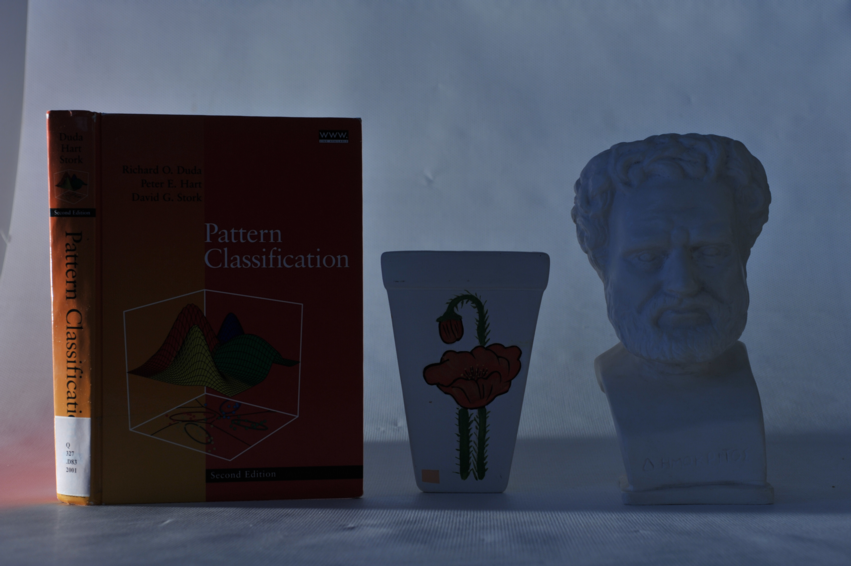 Duda
Hart
Stork
Second Edition
Pattern Classificati
Q
327
.D83
2001
www.
Richard O. Duda
Peter E. Hart
David G. Stork
Pattern
Classification
Second Edition